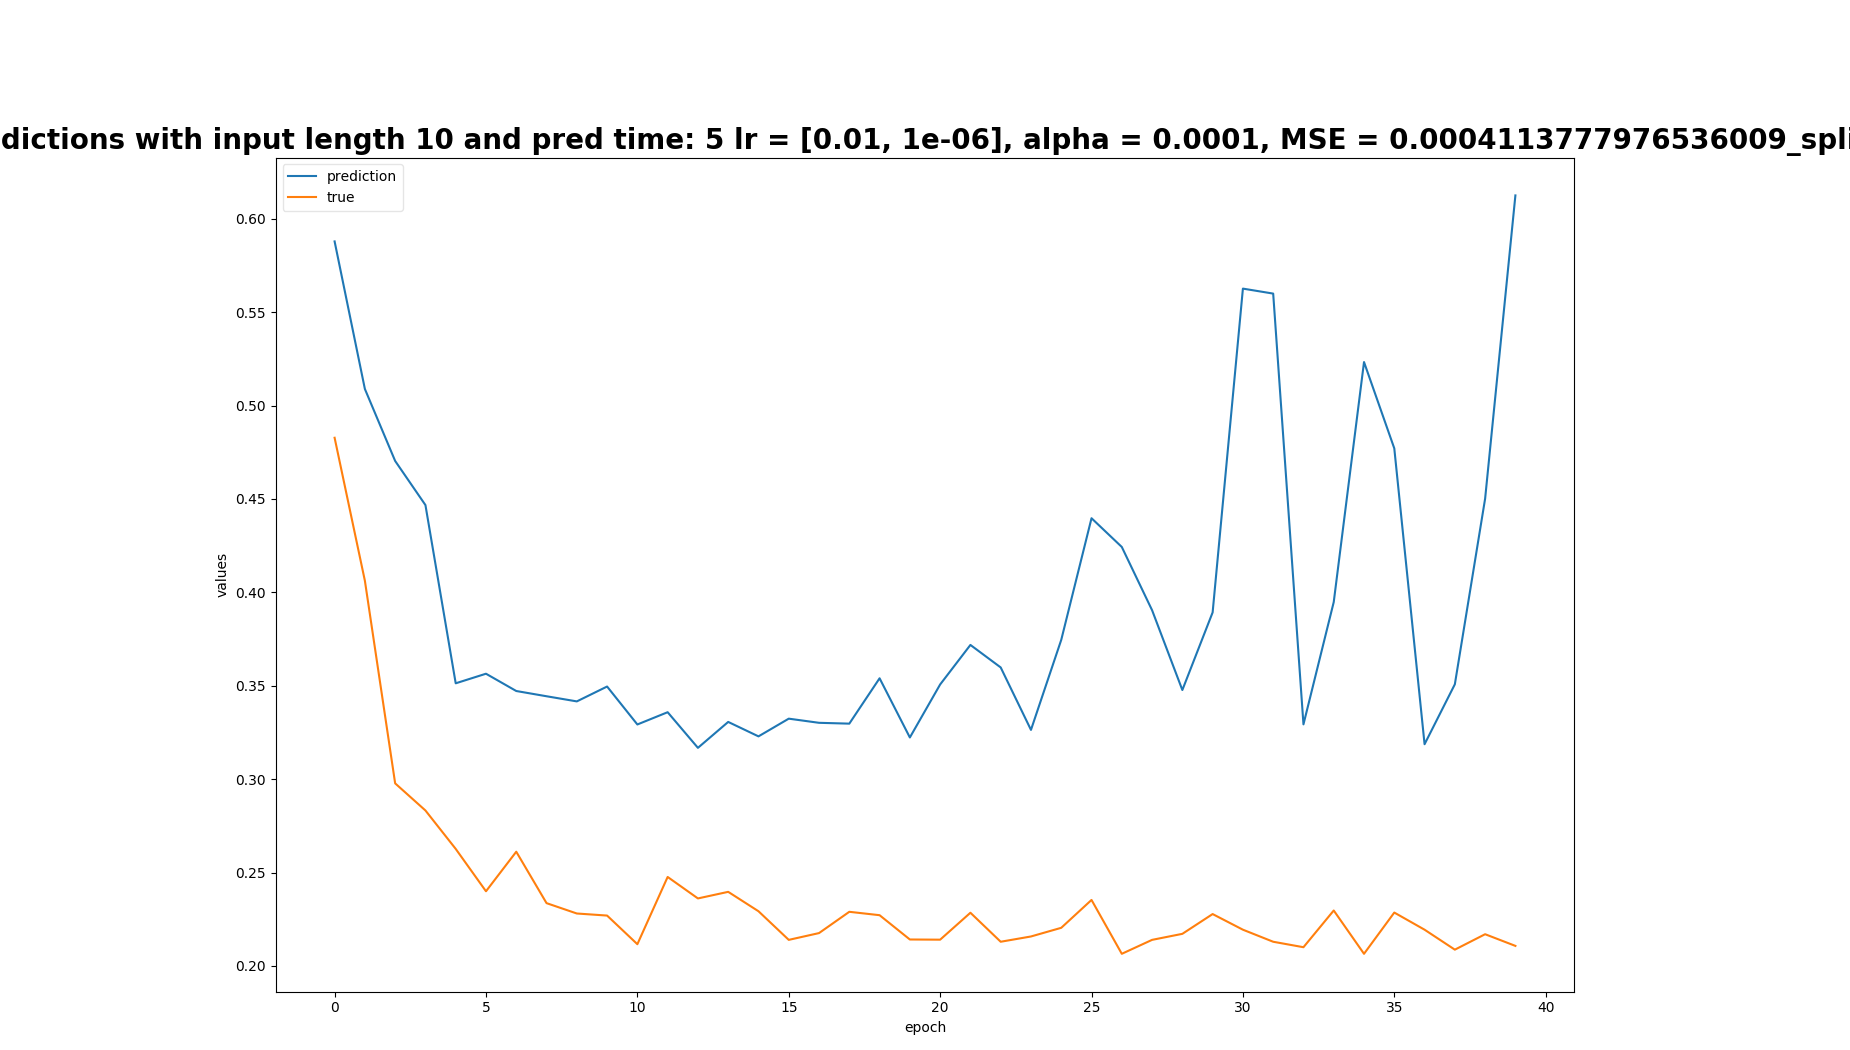 dictions with input length 10 and pred time: 5 lr = [0.01, 1e-06], alpha = 0.0001, MSE = 0.0004113777976536009_spli
prediction
true
0.60
0.55
0.50
0.45
0.40
0.35
0.30
0.25
0.20
values
0 5 10 15 20 25 30 35 40
epoch